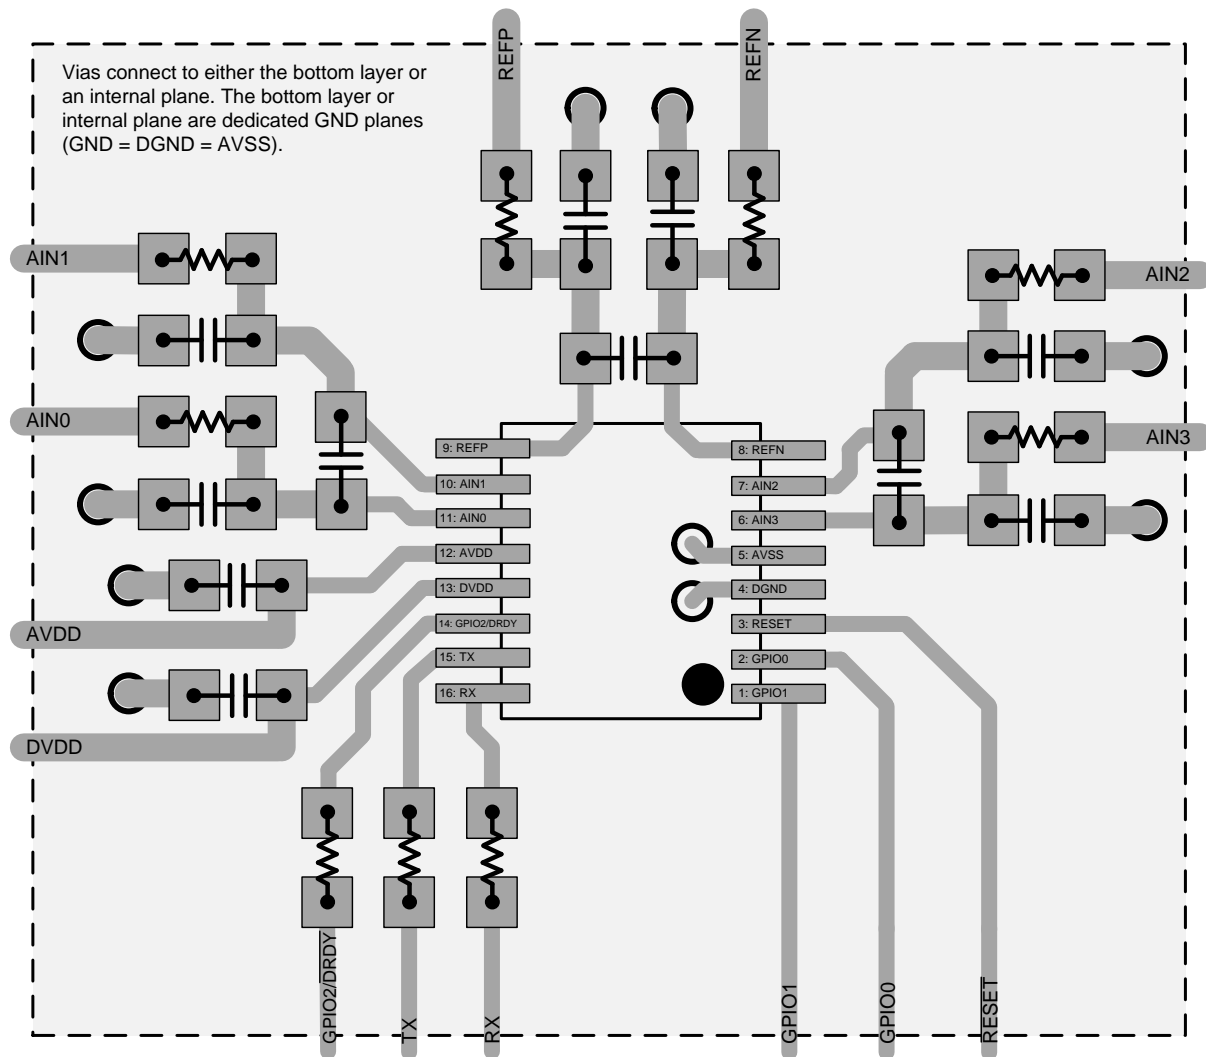 REFP
REFN
Vias connect to either the bottom layer or
an internal plane. The bottom layer or
internal plane are dedicated GND planes
(GND = DGND = AVSS).
AIN1
AIN2
AIN0
AIN3
9: REFP
8: REFN
10: AIN1
7: AIN2
11: AIN0
6: AIN3
12: AVDD
5: AVSS
13: DVDD
4: DGND
14: GPIO2/DRDY
3: RESET
15: TX
2: GPIO0
16: RX
1: GPIO1
AVDD
DVDD
GPIO2/DRDY
TX
RX
GPIO1
GPIO0
RESET